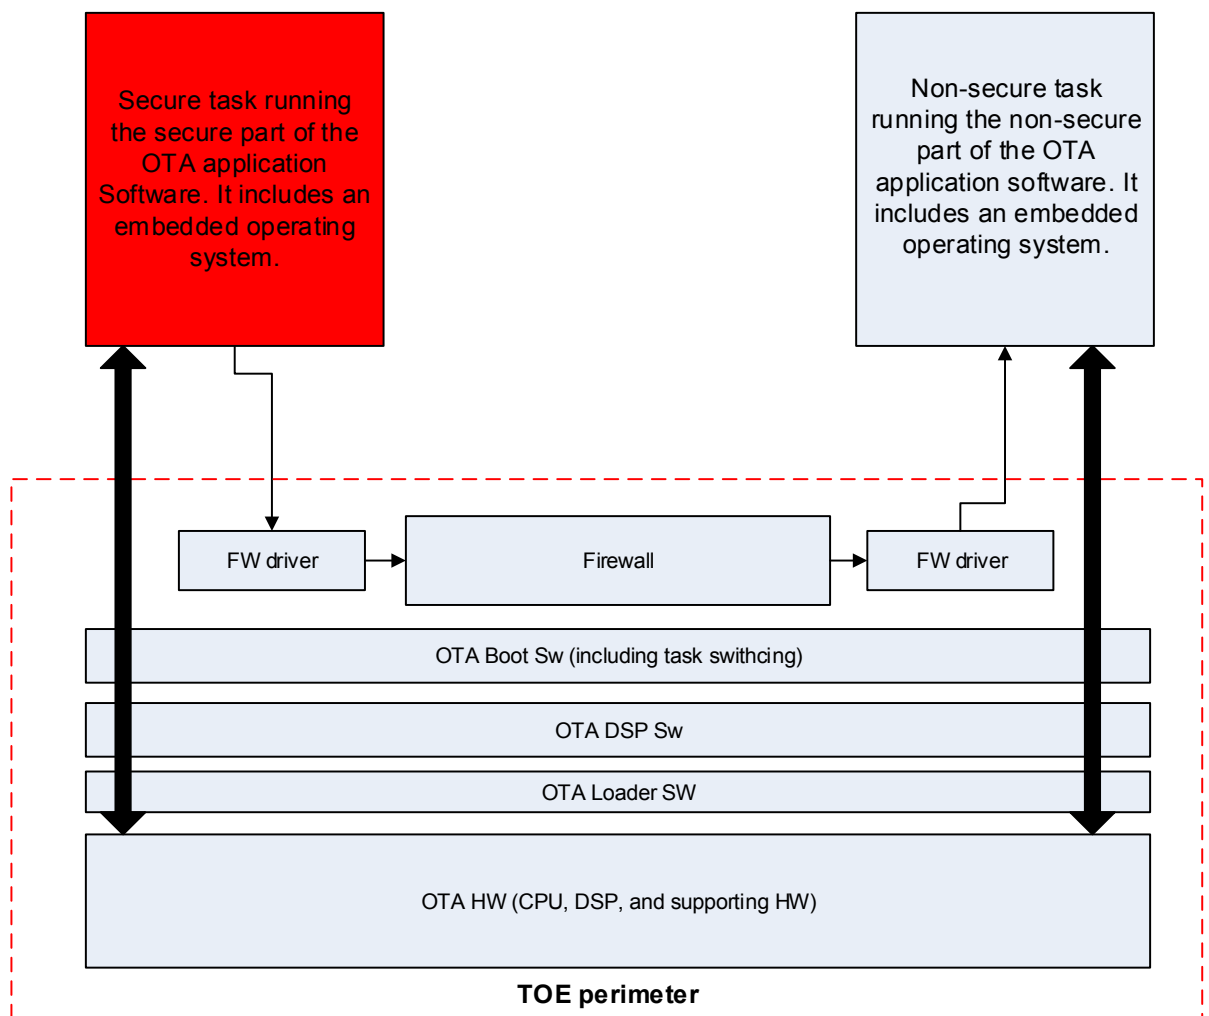 Secure task running
the secure part of the
OTA application
Software. It includes an
embedded operating
system.
Non-secure task
running the non-secure
part of the OTA
application software. It
includes an embedded
operating system.
FW driver
Firewall
FW driver
OTA Boot Sw (including task swithcing)
OTA DSP Sw
OTA Loader SW
OTA HW (CPU, DSP, and supporting HW)
TOE perimeter